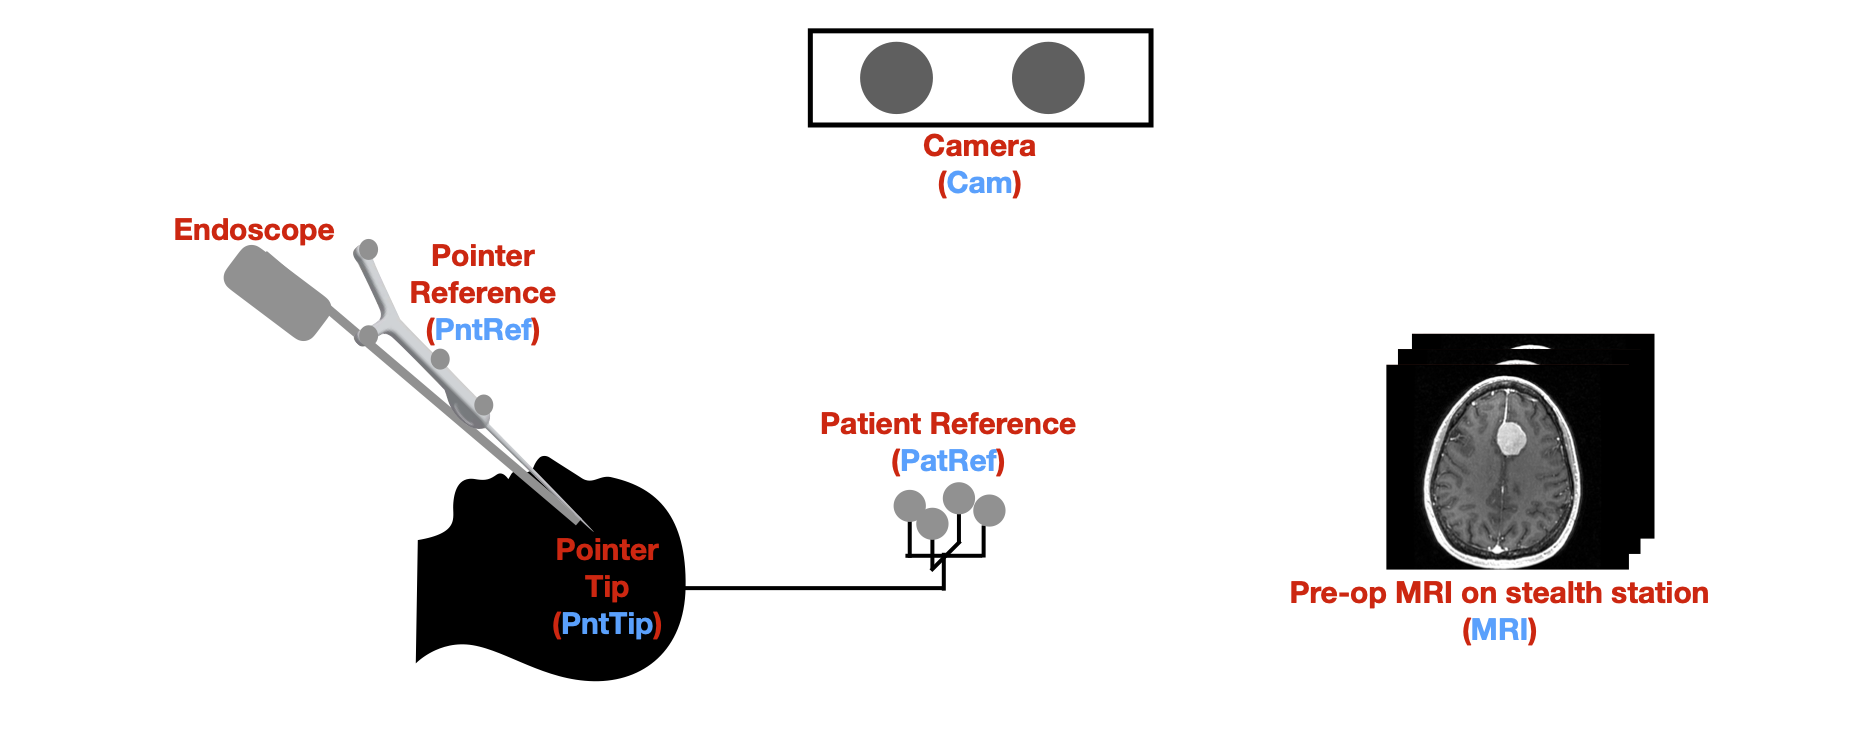 Camera
(Cam)
Endoscope
Pointer
Reference
(PntRef)
Patient Reference
(PatRef)
Pointer
Tip
(PntTip)
Pre-op MRI on stealth station
(MRI)